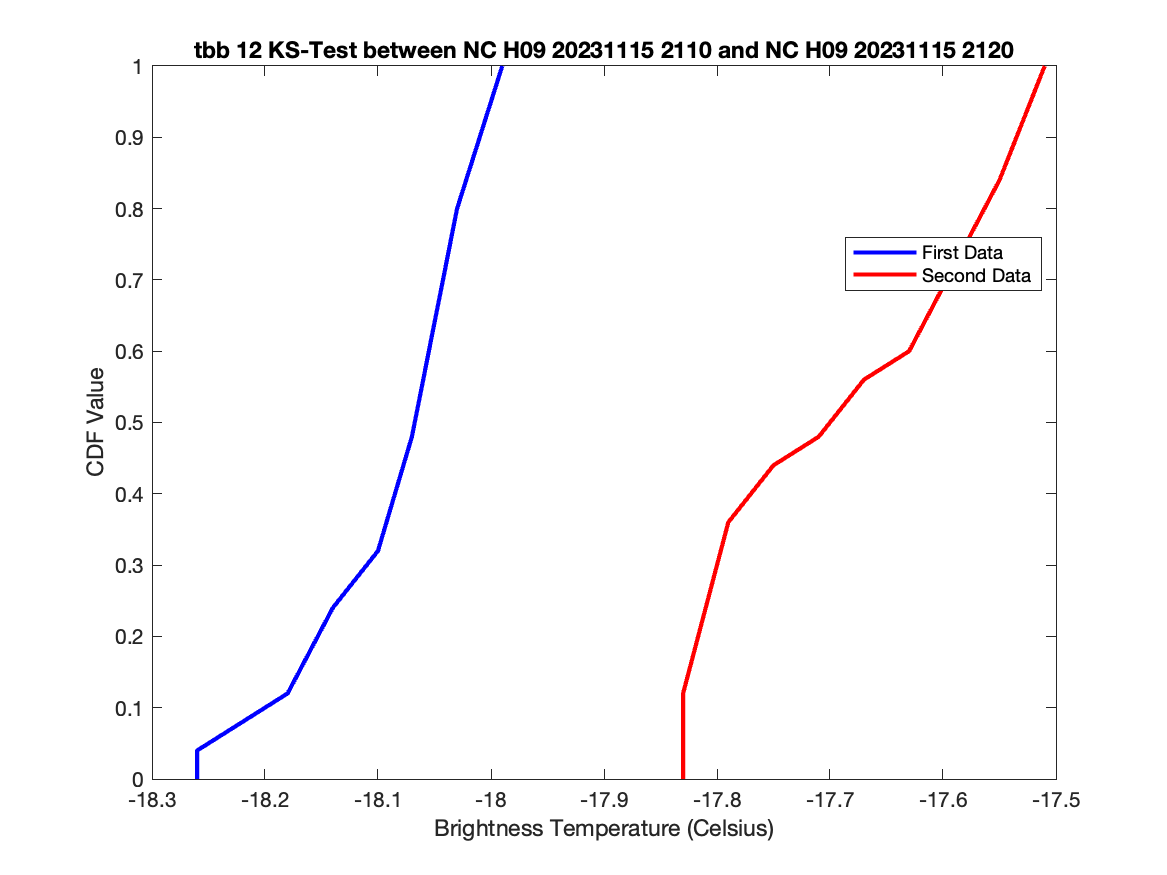 tbb 12 KS-Test between NC H09 20231115 2110 and NC H09 20231115 2120
1
0.9
0.8
0.7
0.6
0.5
0.4
0.3
0.2
0.1
0
CDF Value
First Data
Second Data
-18.3 -18.2 -18.1 -18 -17.9 -17.8 -17.7 -17.6 -17.5
Brightness Temperature (Celsius)